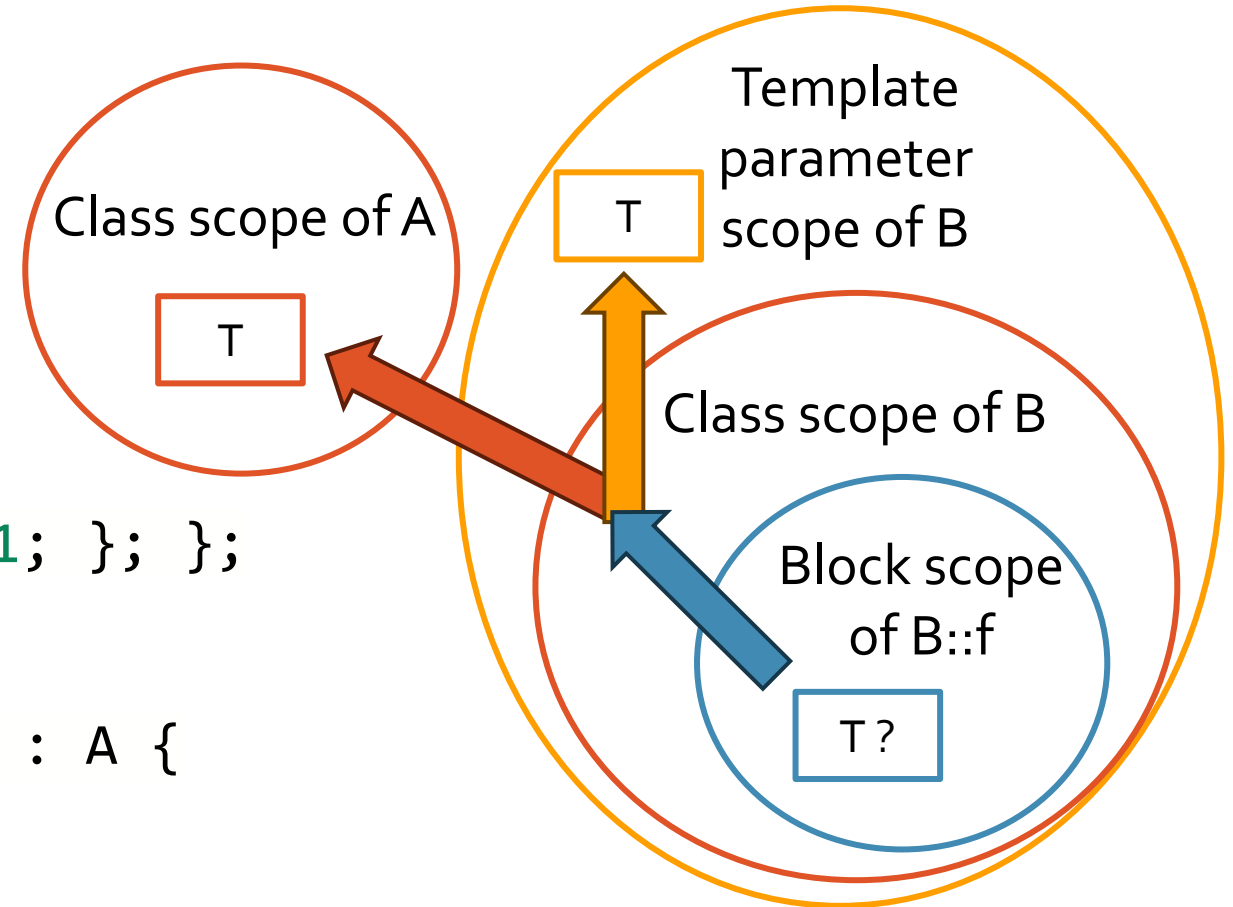 Template
parameter
scope of B
T
Class scope of A
T
Class scope of B
Block scope
of B::f
T ?
1; }; };
: A {